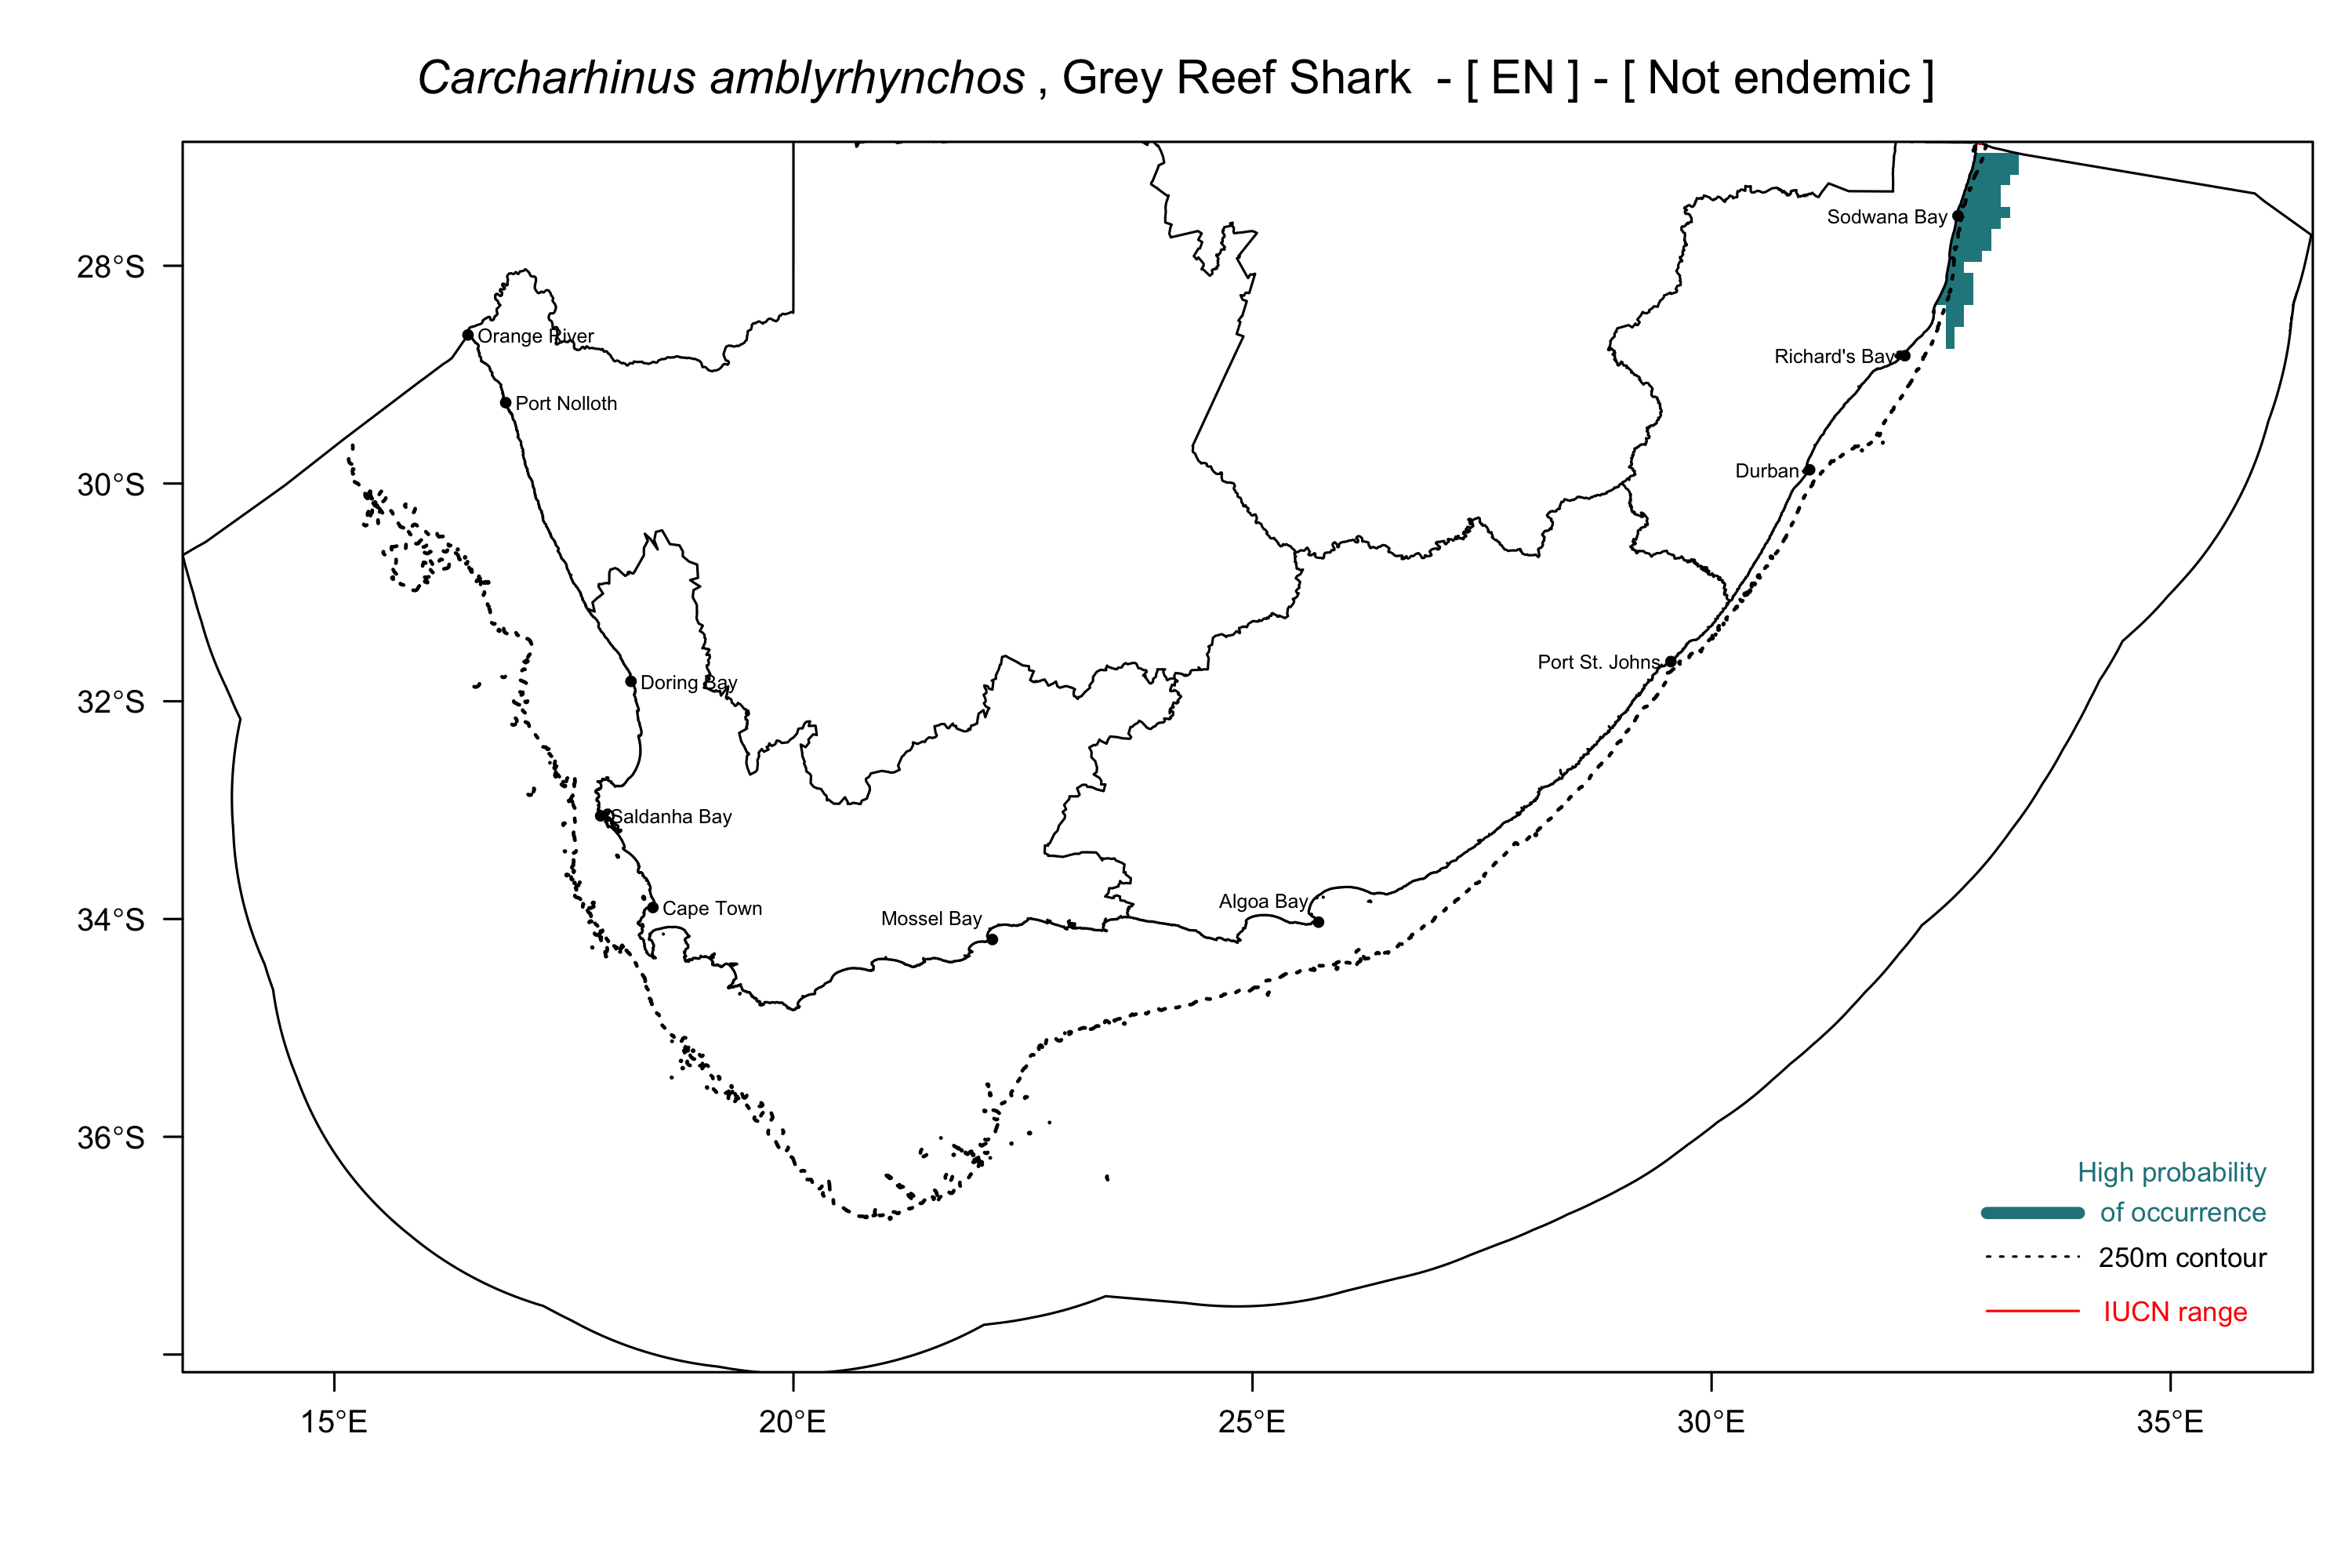 Carcharhinus amblyrhynchos , Grey Reef Shark - [ EN ] - [ Not endemic ]
Sodwana Bay
28°S
Orange River
Richard's Bay
Port Nolloth
Durban
30°S
Port St. Johns
Doring Bay
32°S
Saldanha Bay
Algoa Bay
Cape Town
Mossel Bay
34°S
36°S
High probability
of occurrence
250m contour
IUCN range
15°E
20°E
25°E
30°E
35°E